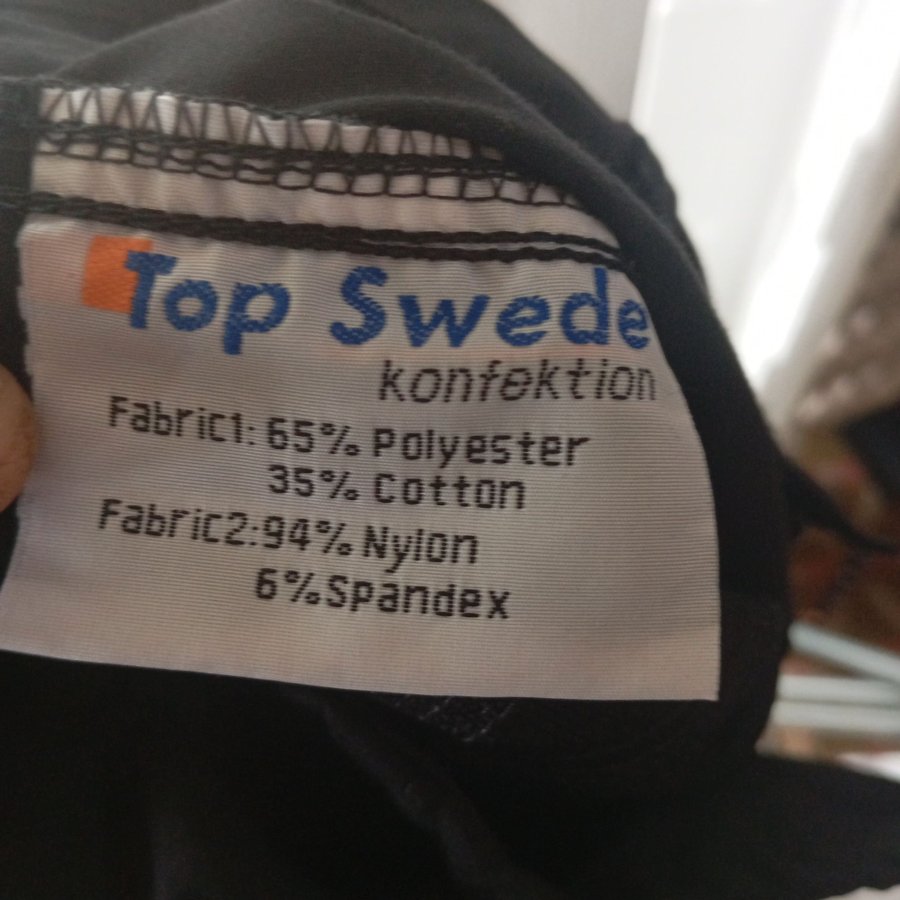 Top Swede
konfektion
Fabric1: 65% Polyester
35% Cotton
Fabric2:94% Nylon
6%Spandex